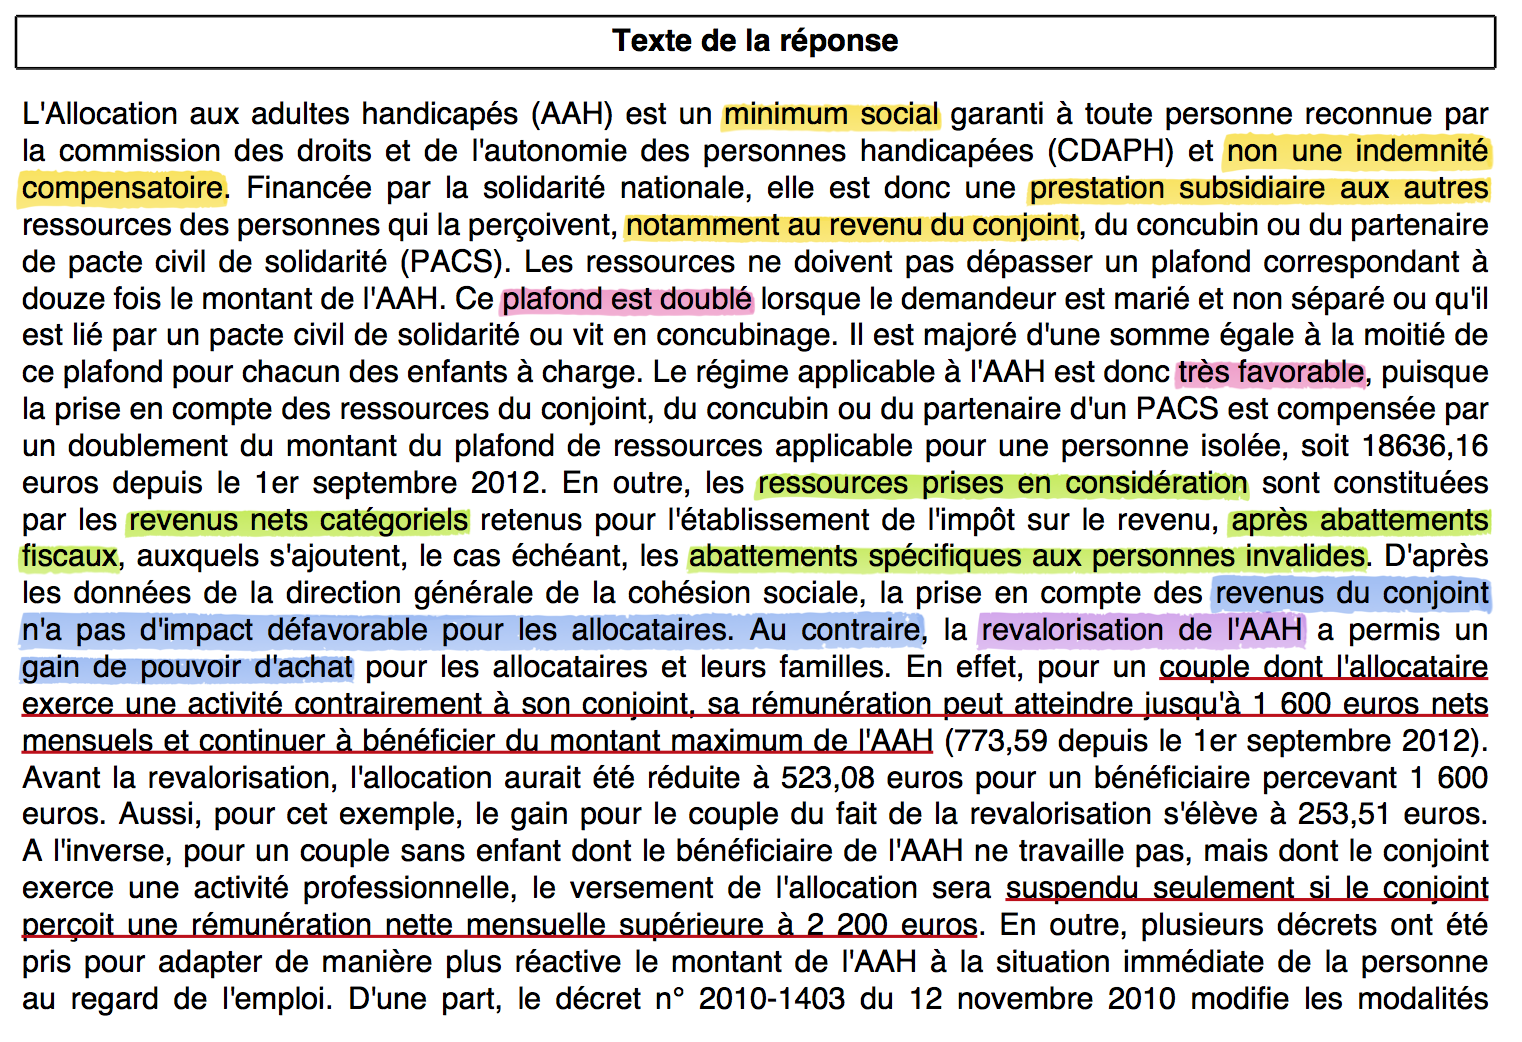 Texte de la réponse
L'Allocation aux adultes handicapés (AAH) est un minimum social garanti à toute personne reconnue par
la commission des droits et de l'autonomie des personnes handicapées (CDAPH) et non une indemnité
compensatoire. Financée par la solidarité nationale, elle est donc une prestation subsidiaire aux autres
ressources des personnes qui la perçoivent, notamment au revenu du conjoint, du concubin ou du partenaire
de pacte civil de solidarité (PACS). Les ressources ne doivent pas dépasser un plafond correspondant à
douze fois le montant de l'AAH. Ce plafond est doublé lorsque le demandeur est marié et non séparé ou qu'il
est lié par un pacte civil de solidarité ou vit en concubinage. Il est majoré d'une somme égale à la moitié de
ce plafond pour chacun des enfants à charge. Le régime applicable à l'AAH est donc très favorable, puisque
la prise en compte des ressources du conjoint, du concubin ou du partenaire d'un PACS est compensée par
un doublement du montant du plafond de ressources applicable pour une personne isolée, soit 18636,16
euros depuis le 1er septembre 2012. En outre, les ressources prises en considération sont constituées
par les revenus nets catégoriels retenus pour l'établissement de l'impôt sur le revenu, après abattements
fiscaux, auxquels s'ajoutent, le cas échéant, les abattements spécifiques aux personnes invalides. D'après
les données de la direction générale de la cohésion sociale, la prise en compte des revenus du conjoint
n'a pas d'impact défavorable pour les allocataires. Au contraire, la revalorisation de l'AAH a permis un
gain de pouvoir d'achat pour les allocataires et leurs familles. En effet, pour un couple dont l'allocataire
exerce une activité contrairement à son conjoint, sa rémunération peut atteindre jusqu'à 1 600 euros nets
mensuels et continuer à bénéficier du montant maximum de l'AAH (773,59 depuis le 1er septembre 2012).
Avant la revalorisation, l'allocation aurait été réduite à 523,08 euros pour un bénéficiaire percevant 1 600
euros. Aussi, pour cet exemple, le gain pour le couple du fait de la revalorisation s'élève à 253,51 euros.
A l'inverse, pour un couple sans enfant dont le bénéficiaire de l'AAH ne travaille pas, mais dont le conjoint
exerce une activité professionnelle, le versement de l'allocation sera suspendu seulement si le conjoint
perçoit une rémunération nette mensuelle supérieure à 2 200 euros. En outre, plusieurs décrets ont été
pris pour adapter de manière plus réactive le montant de l'AAH à la situation immédiate de la personne
au regard de l'emploi. D'une part, le décret n° 2010-1403 du 12 novembre 2010 modifie les modalités